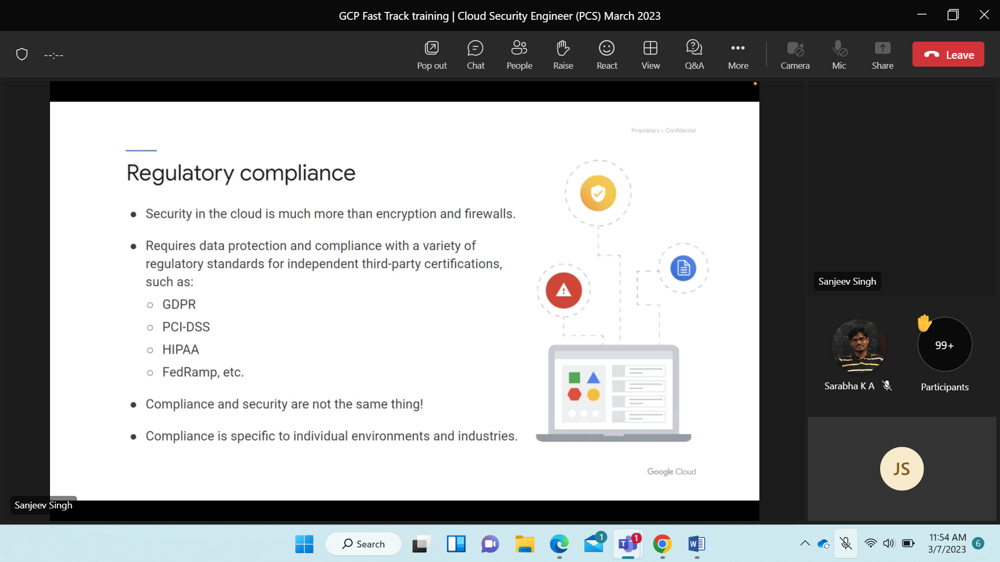 GCP Fast Track training | Cloud Security Engineer (PCS) March 2023
--:--
Pop out
Chat
People
Raise
React
View
Q&A
More
Camera
Mic
Share
Leave
Proprietary + Confidential
Regulatory compliance
● Security in the cloud is much more than encryption and firewalls.
● Requires data protection and compliance with a variety of
regulatory standards for independent third-party certifications,
such as:
○ GDPR
○ PCI-DSS
○ HIPAA
○ FedRamp, etc.
● Compliance and security are not the same thing!
● Compliance is specific to individual environments and industries.
Google Cloud
Sanjeev Singh
Sanjeev Singh
Sarabha K A
99+
Participants
JS
Search
1
1
T
W
11:54 AM
3/7/2023
6